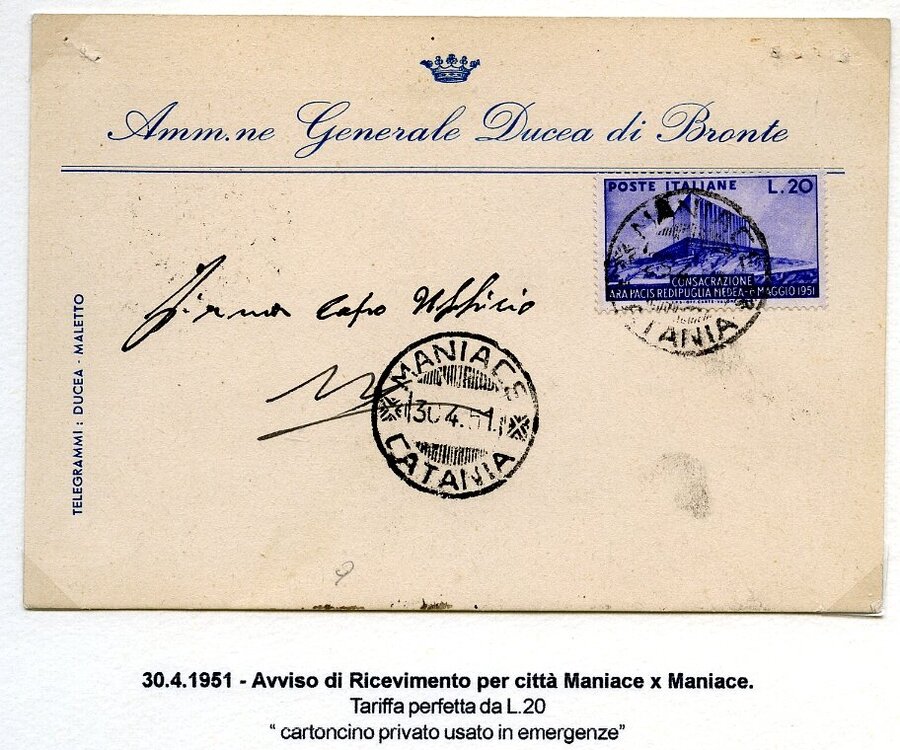 Amm.ne Generale Ducea di Bronte
POSTE ITALIANE L.20
CONSACRAZIONE
ARA PACIS REDIPUGLIA MEDEA-6 MAGGIO 1951
MANIACE
CATANIA
TELEGRAMMI: DUCEA - MALETTO
Firma Capo Ufficio
MANIACE
30.4.51
CATANIA
30.4.1951 - Avviso di Ricevimento per città Maniace x Maniace.
Tariffa perfetta da L.20
“ cartoncino privato usato in emergenze”